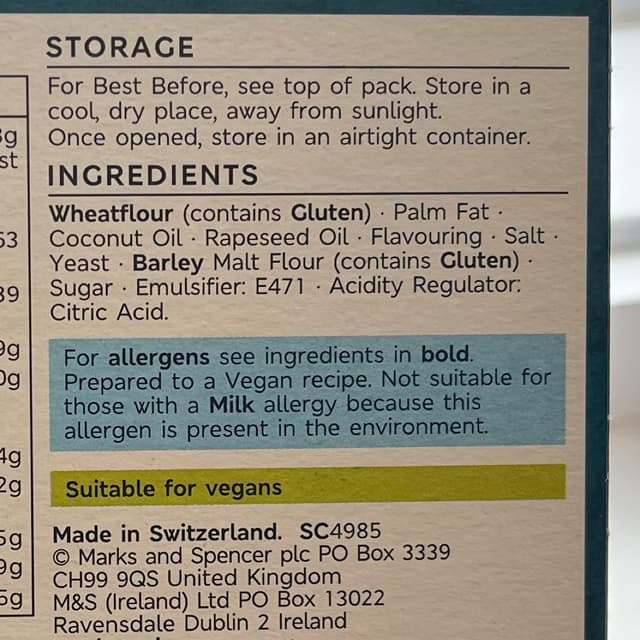 STORAGE
For Best Before, see top of pack. Store in a
cool, dry place, away from sunlight.
Once opened, store in an airtight container.
INGREDIENTS
Wheatflour (contains Gluten) · Palm Fat ·
Coconut Oil · Rapeseed Oil · Flavouring · Salt ·
Yeast · Barley Malt Flour (contains Gluten) ·
Sugar · Emulsifier: E471 · Acidity Regulator:
Citric Acid.
For allergens see ingredients in bold.
Prepared to a Vegan recipe. Not suitable for
those with a Milk allergy because this
allergen is present in the environment.
Suitable for vegans
Made in Switzerland. SC4985
© Marks and Spencer plc PO Box 3339
CH99 9QS United Kingdom
M&S (Ireland) Ltd PO Box 13022
Ravensdale Dublin 2 Ireland